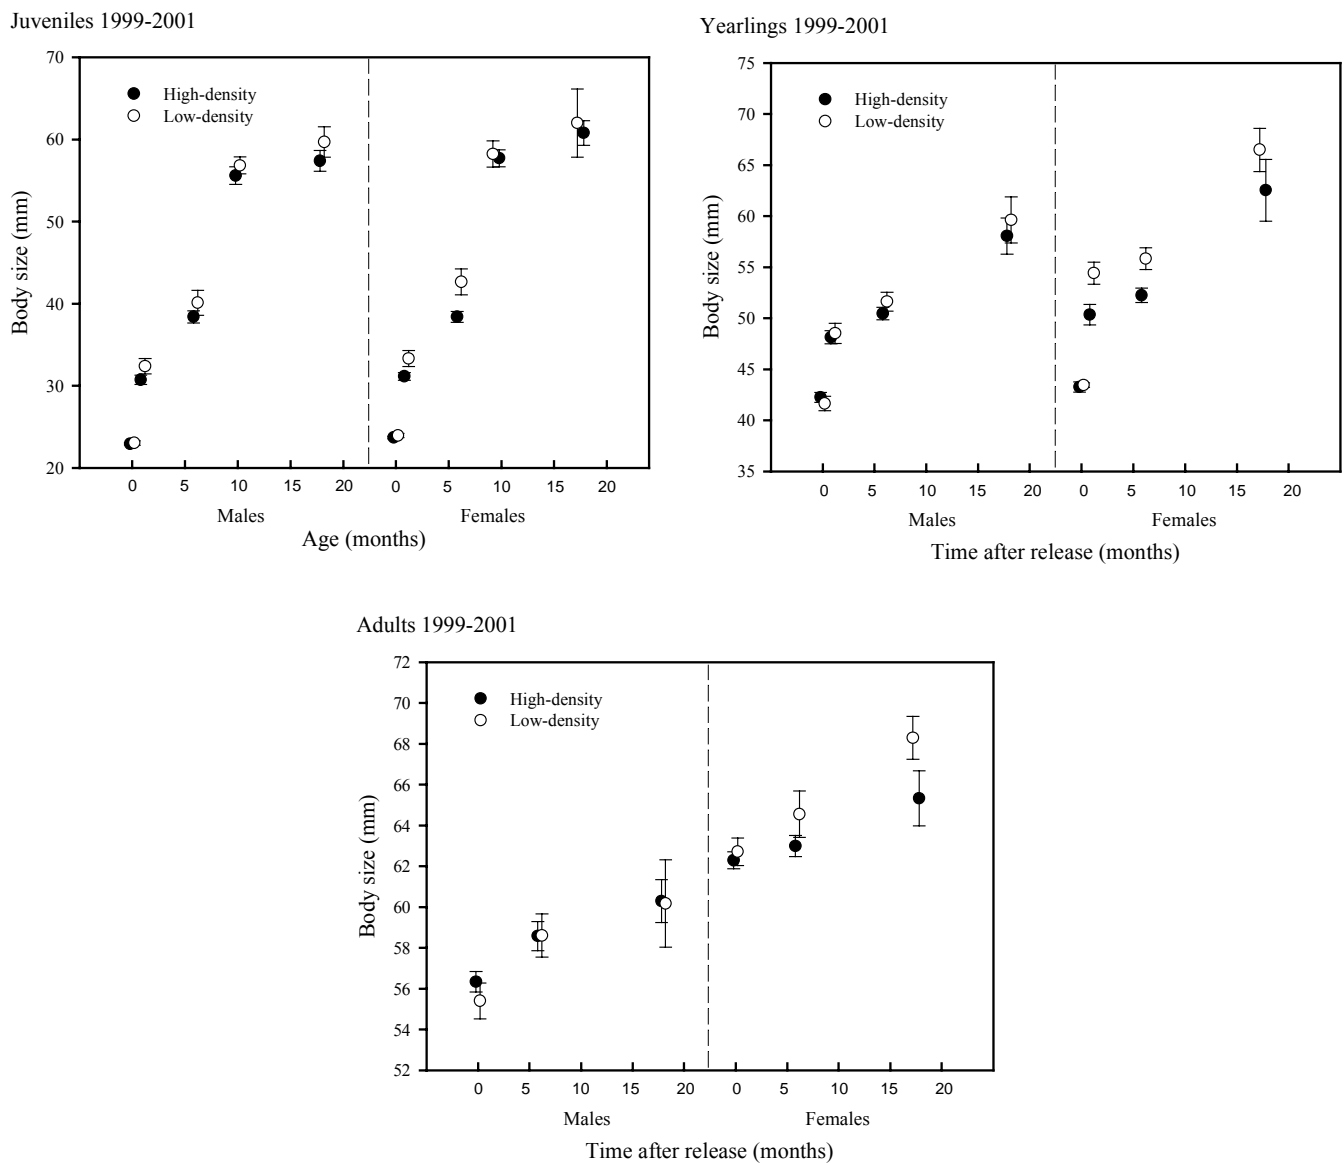 Juveniles 1999-2001
70
60
50
40
30
20
Body size (mm)
High-density
Low-density
0 5 10 15 20 0 5 10 15 20
Males Females
Age (months)
Yearlings 1999-2001
75
70
65
60
55
50
45
40
35
Body size (mm)
High-density
Low-density
0 5 10 15 20 0 5 10 15 20
Males Females
Time after release (months)
Adults 1999-2001
72
70
68
66
64
62
60
58
56
54
52
Body size (mm)
High-density
Low-density
0 5 10 15 20 0 5 10 15 20
Males Females
Time after release (months)